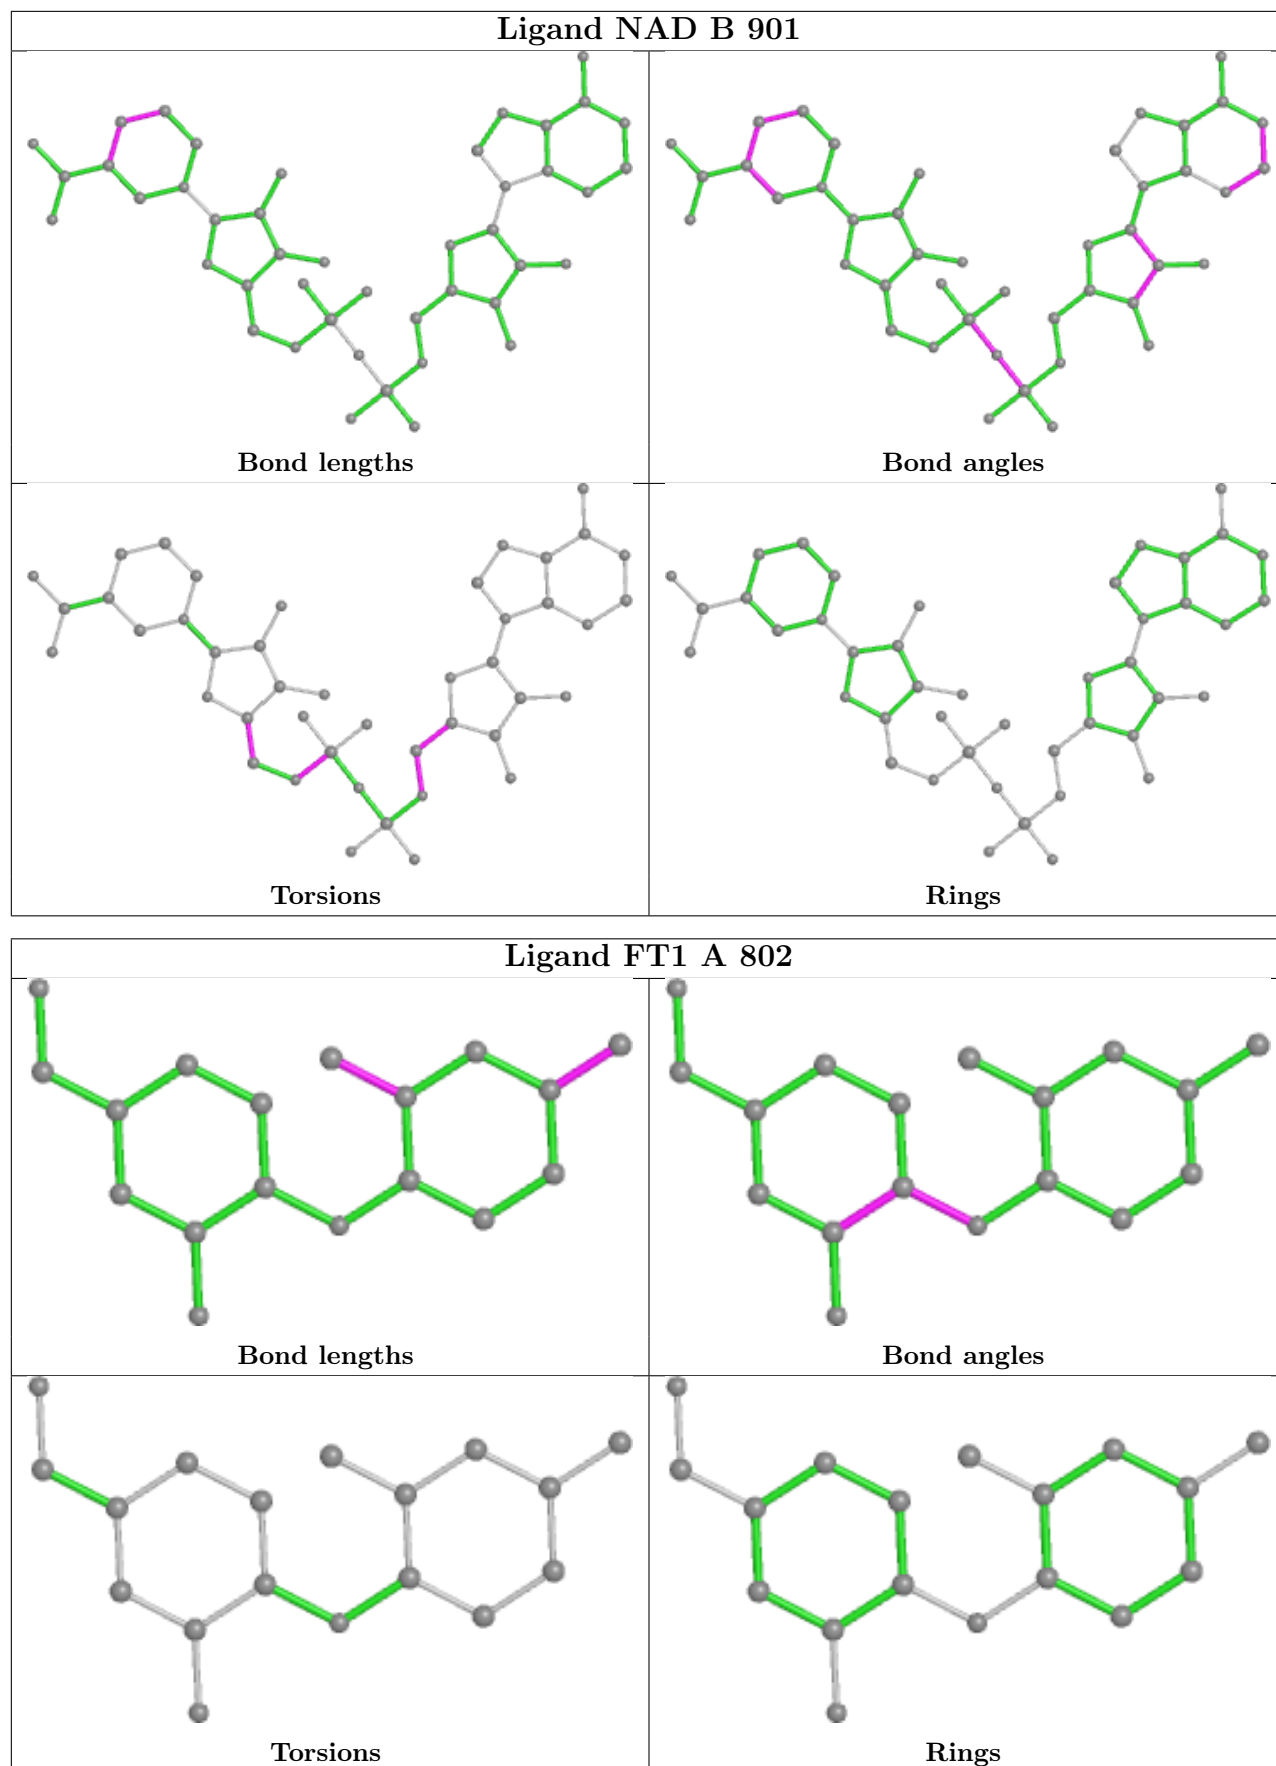 Ligand NAD B 901
Bond lengths
Bond angles
Torsions
Rings
Ligand FT1 A 802
Bond lengths
Bond angles
Torsions
Rings